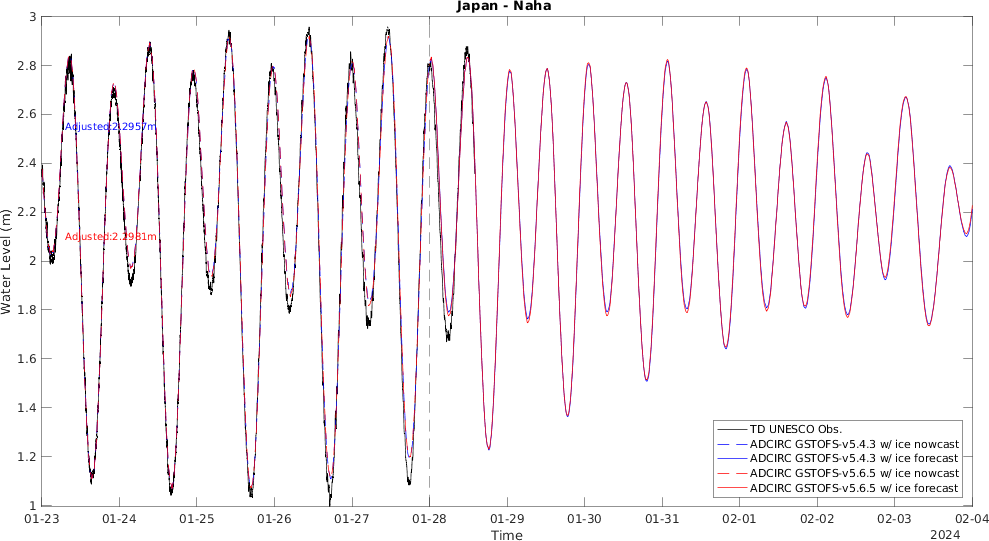 Japan - Naha
Water Level (m)
3
2.8
2.6
2.4
2.2
2
1.8
1.6
1.4
1.2
1
Adjusted:2.2957m
Adjusted:2.2981m
TD UNESCO Obs.
ADCIRC GSTOFS-v5.4.3 w/ ice nowcast
ADCIRC GSTOFS-v5.4.3 w/ ice forecast
ADCIRC GSTOFS-v5.6.5 w/ ice nowcast
ADCIRC GSTOFS-v5.6.5 w/ ice forecast
01-23 01-24 01-25 01-26 01-27 01-28 01-29 01-30 01-31 02-01 02-02 02-03 02-04
Time
2024